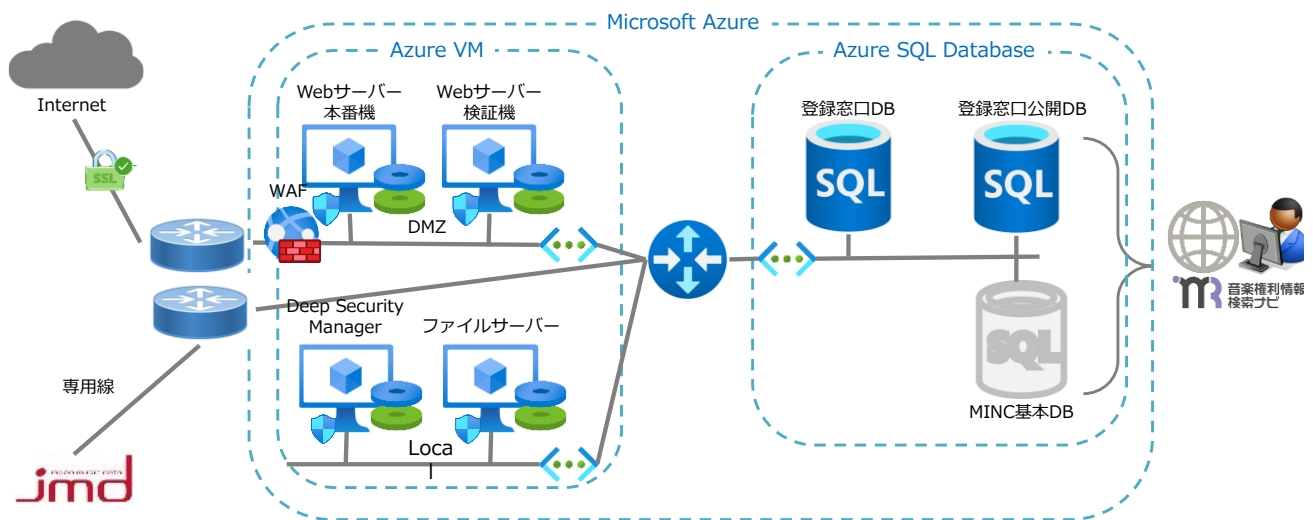 Microsoft Azure
Azure VM
Azure SQL Database
Internet
Webサーバー
本番機
Webサーバー
検証機
登録窓口DB
登録窓口公開DB
SSL
WAF
DMZ
SQL
SQL
音楽権利情報
検索ナビ
Deep Security
Manager
ファイルサーバー
SQL
専用線
MINC基本DB
Loca
l
jmd